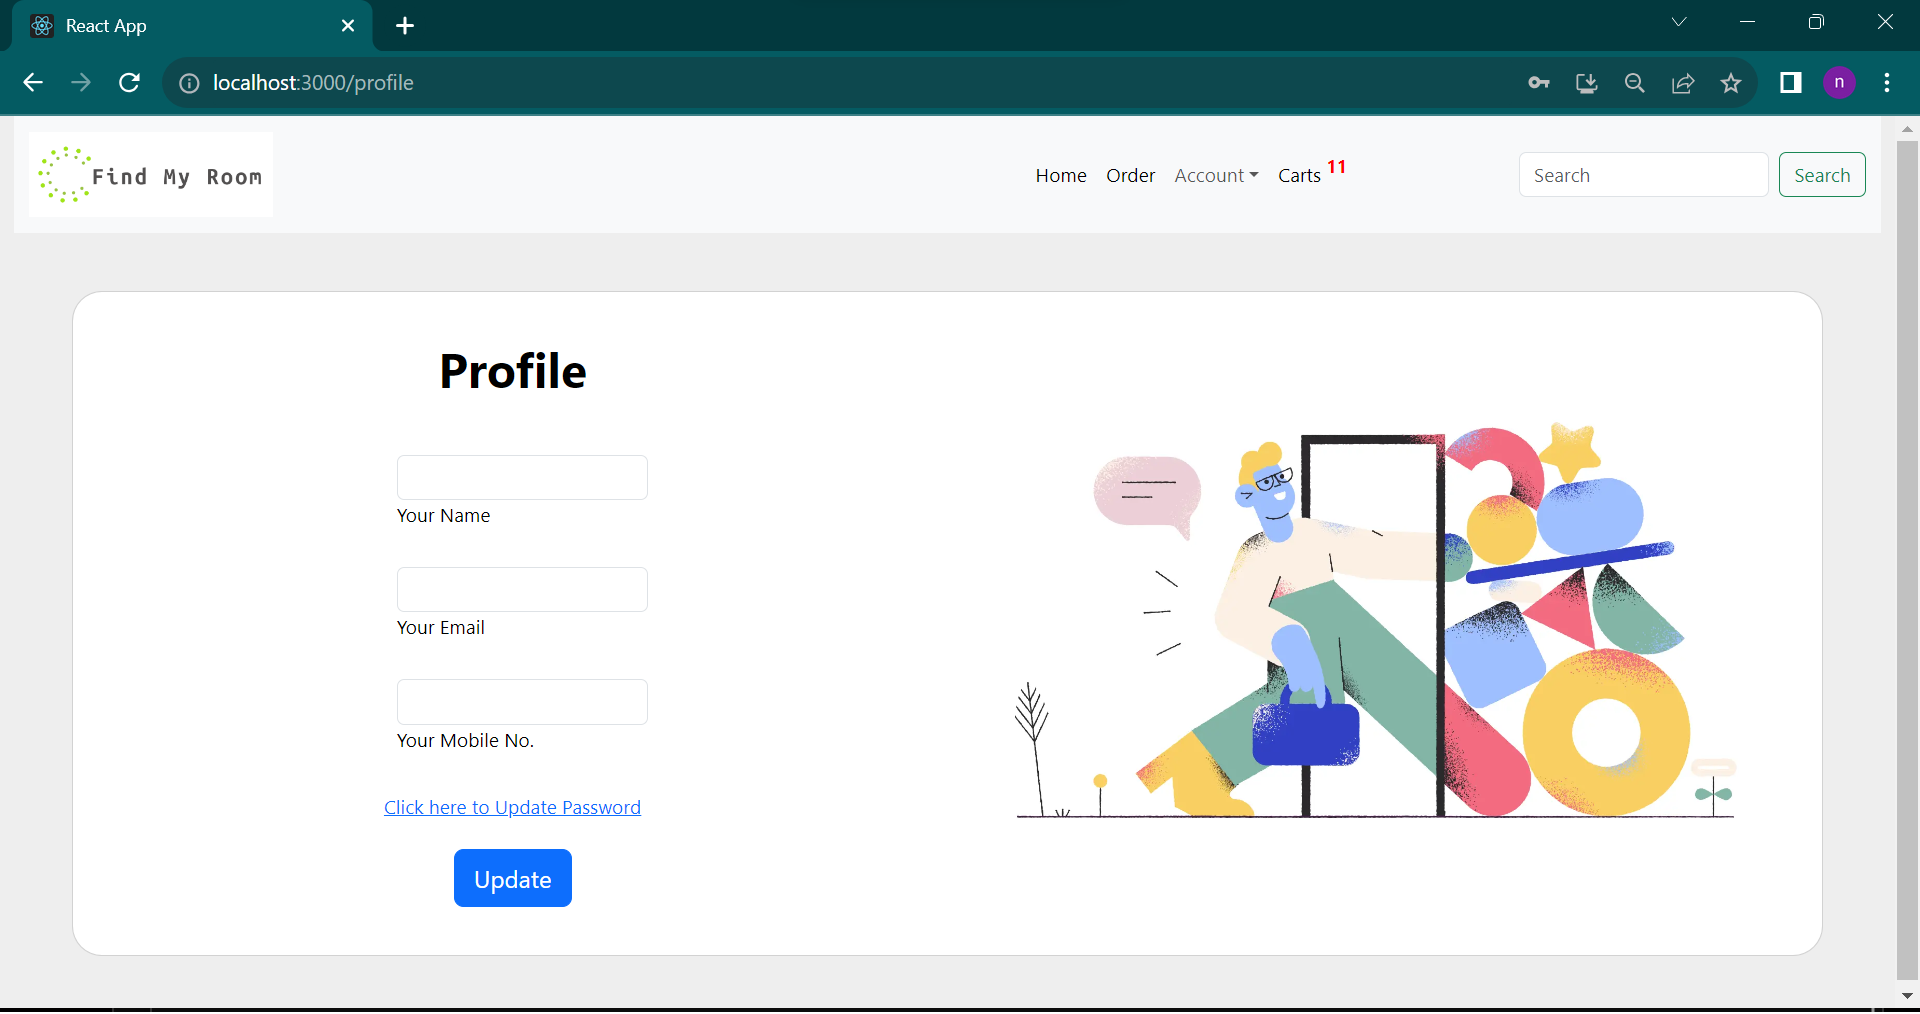 React App
localhost:3000/profile
n
Find My Room
Home Order Account Carts 11
Search
Search
Profile
Your Name
Your Email
Your Mobile No.
Click here to Update Password
Update